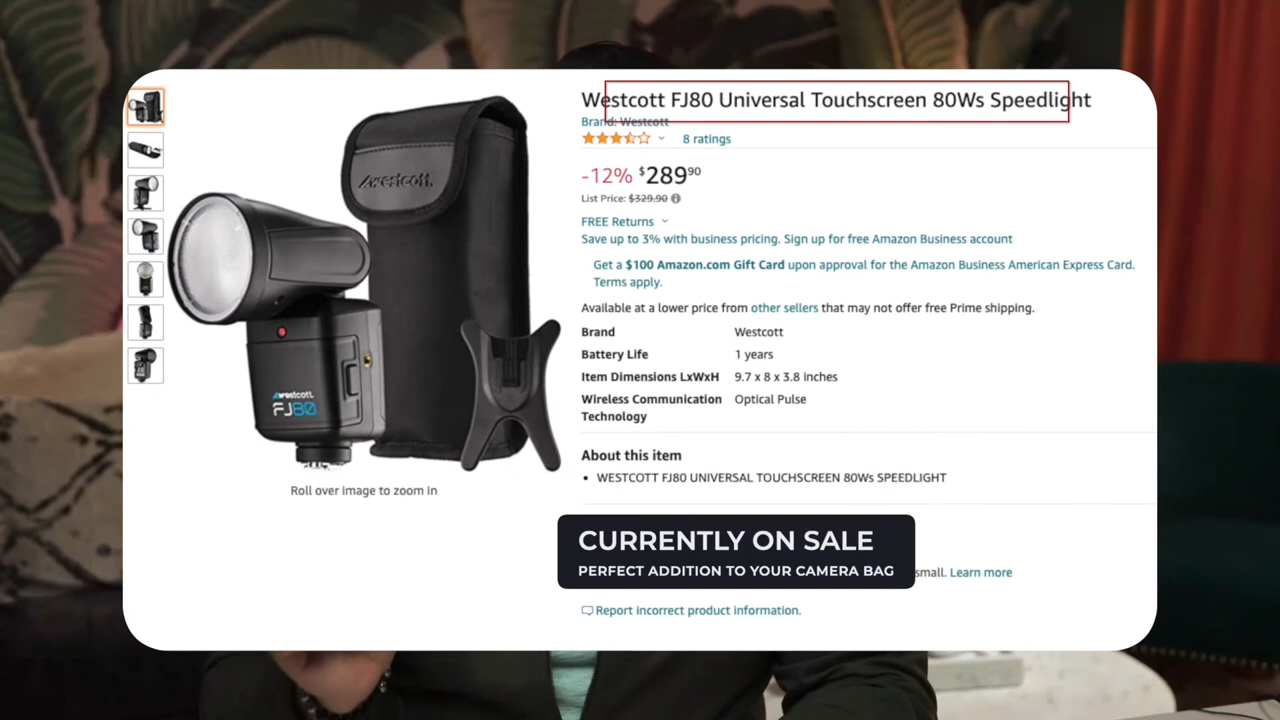 Westcott FJ80 Universal Touchscreen 80Ws Speedlight
Brand: Westcott
8 ratings
-12% $289.90
List Price: $329.90
FREE Returns
Save up to 3% with business pricing. Sign up for free Amazon Business account
Get a $100 Amazon.com Gift Card upon approval for the Amazon Business American Express Card.
Terms apply.
Available at a lower price from other sellers that may not offer free Prime shipping.
Brand Westcott
Battery Life 1 years
Item Dimensions LxWxH 9.7 x 8 x 3.8 inches
Wireless Communication Optical Pulse
Technology
About this item
• WESTCOTT FJ80 UNIVERSAL TOUCHSCREEN 80Ws SPEEDLIGHT
Westcott.
Westcott.
FJ80
Roll over image to zoom in
CURRENTLY ON SALE
PERFECT ADDITION TO YOUR CAMERA BAG
small. Learn more
Report incorrect product information.